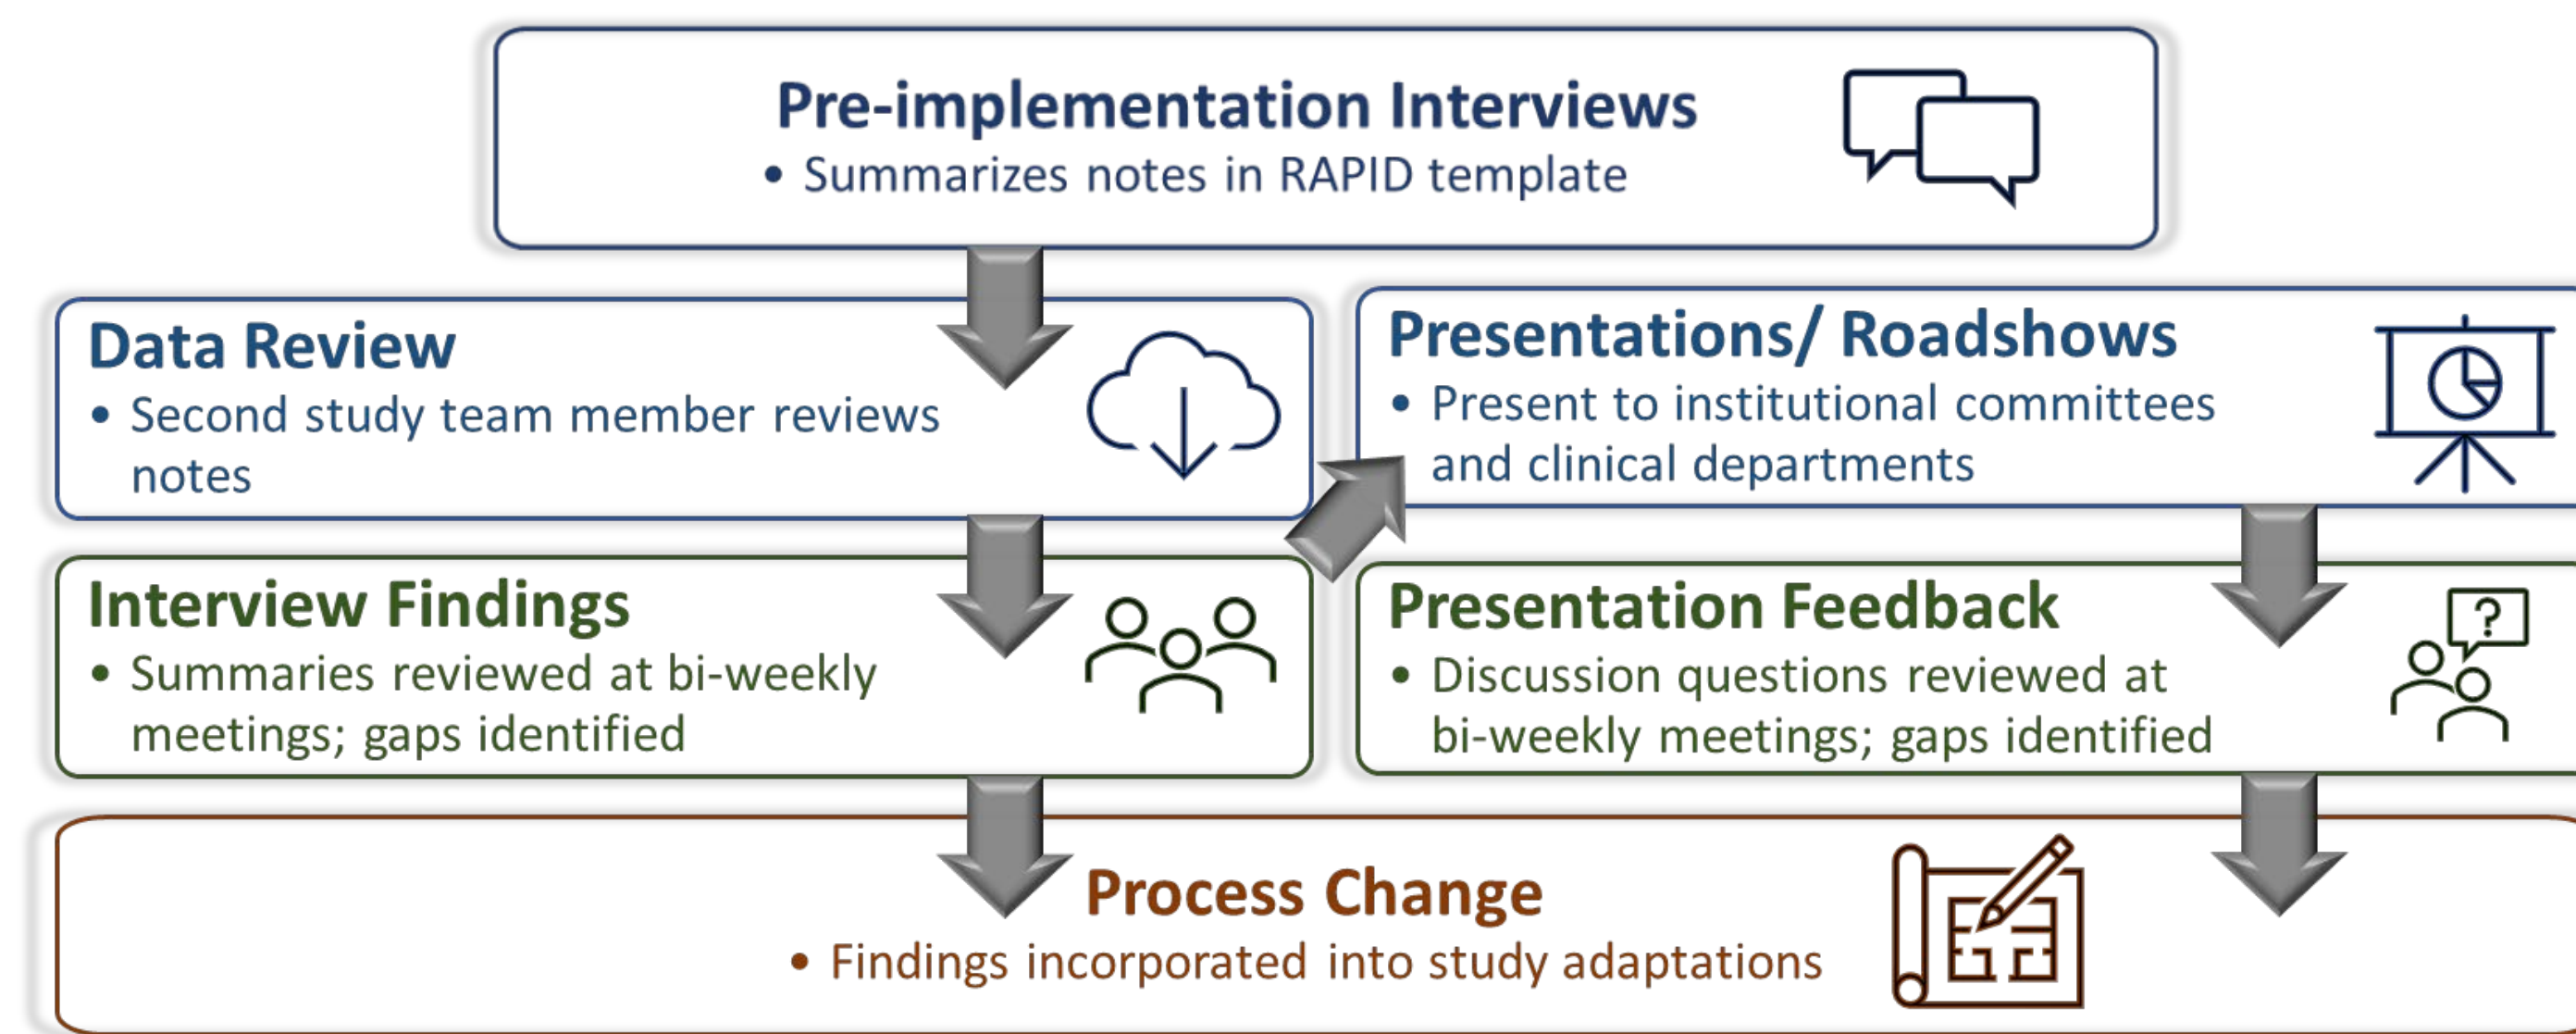 Pre-implementation Interviews
• Summarizes notes in RAPID template
Data Review
• Second study team member reviews
notes
Presentations/ Roadshows
• Present to institutional committees
and clinical departments
Interview Findings
• Summaries reviewed at bi-weekly
meetings; gaps identified
Presentation Feedback
• Discussion questions reviewed at
bi-weekly meetings; gaps identified
?
Process Change
• Findings incorporated into study adaptations